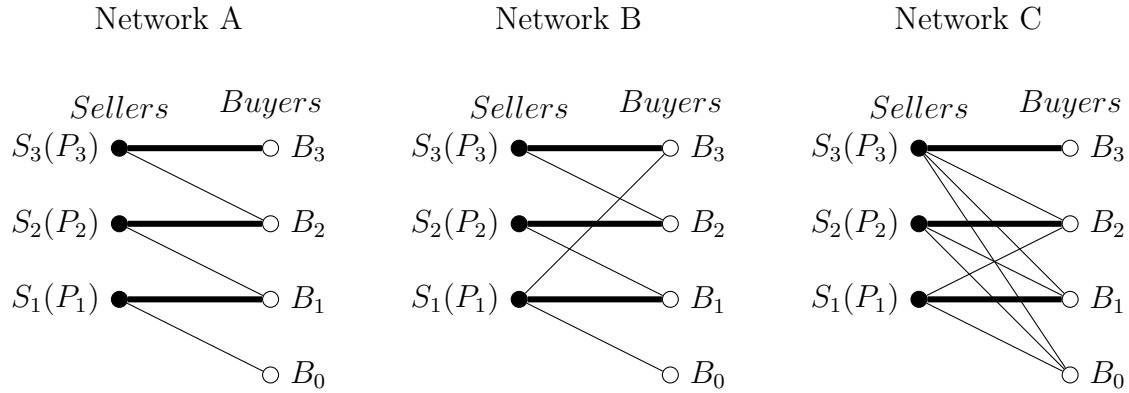 Network A Network B Network C
Sellers Buyers Sellers Buyers Sellers Buyers
S3(P3) B3 S3(P3) B3 S3(P3) B3
S2(P2) B2 S2(P2) B2 S2(P2) B2
S1(P1) B1 S1(P1) B1 S1(P1) B1
B0 B0 B0